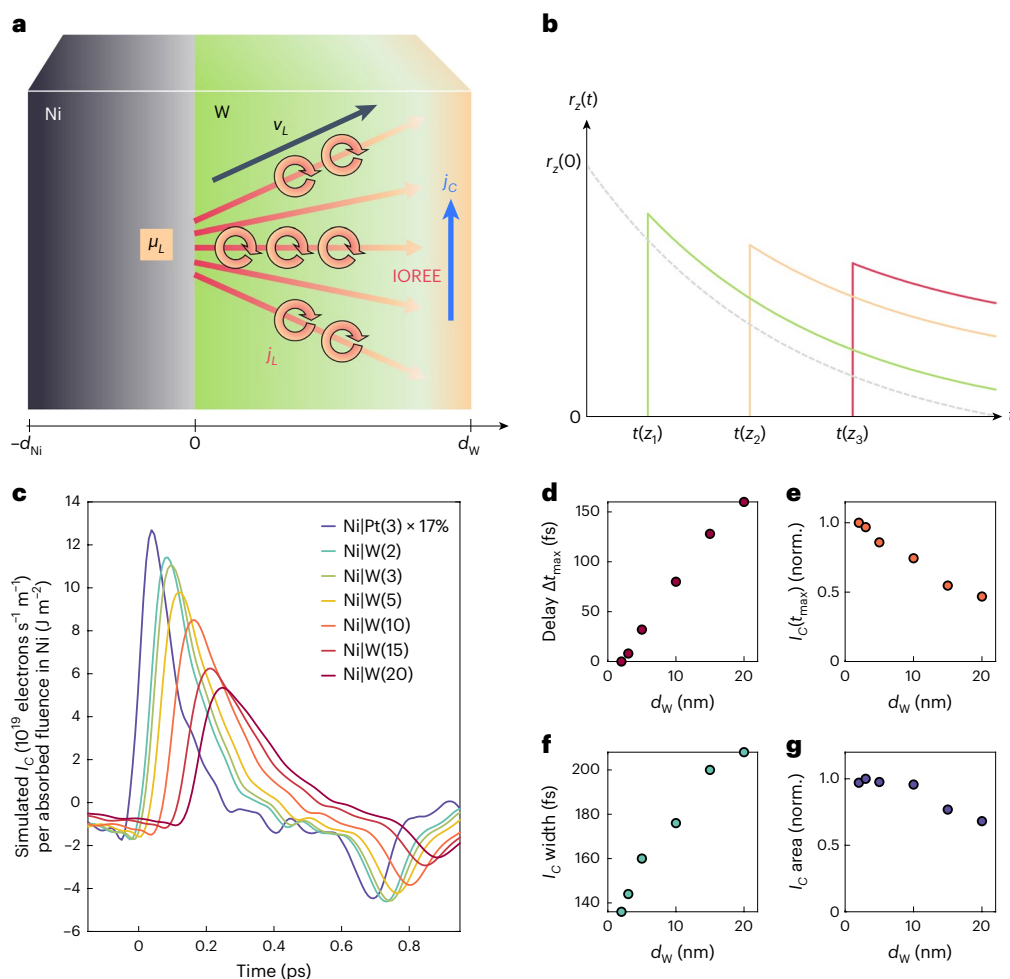 a
Ni
W
v_L
j_C
μ_L
IOREE
j_L
–d_Ni
0
d_W
b
r_z(t)
r_z(0)
0
t(z_1)
t(z_2)
t(z_3)
c
Simulated I_C (10^19 electrons s^–1 m^–1)
per absorbed fluence in Ni (J m^–2)
14
12
10
8
6
4
2
0
–2
–4
–6
Ni|Pt(3) × 17%
Ni|W(2)
Ni|W(3)
Ni|W(5)
Ni|W(10)
Ni|W(15)
Ni|W(20)
0
0.2
0.4
0.6
0.8
Time (ps)
d
Delay Δt_max (fs)
150
100
50
0
0
10
20
d_W (nm)
e
I_C(t_max) (norm.)
1.0
0.5
0
0
10
20
d_W (nm)
f
I_C width (fs)
200
180
160
140
0
10
20
d_W (nm)
g
I_C area (norm.)
1.0
0.5
0
0
10
20
d_W (nm)